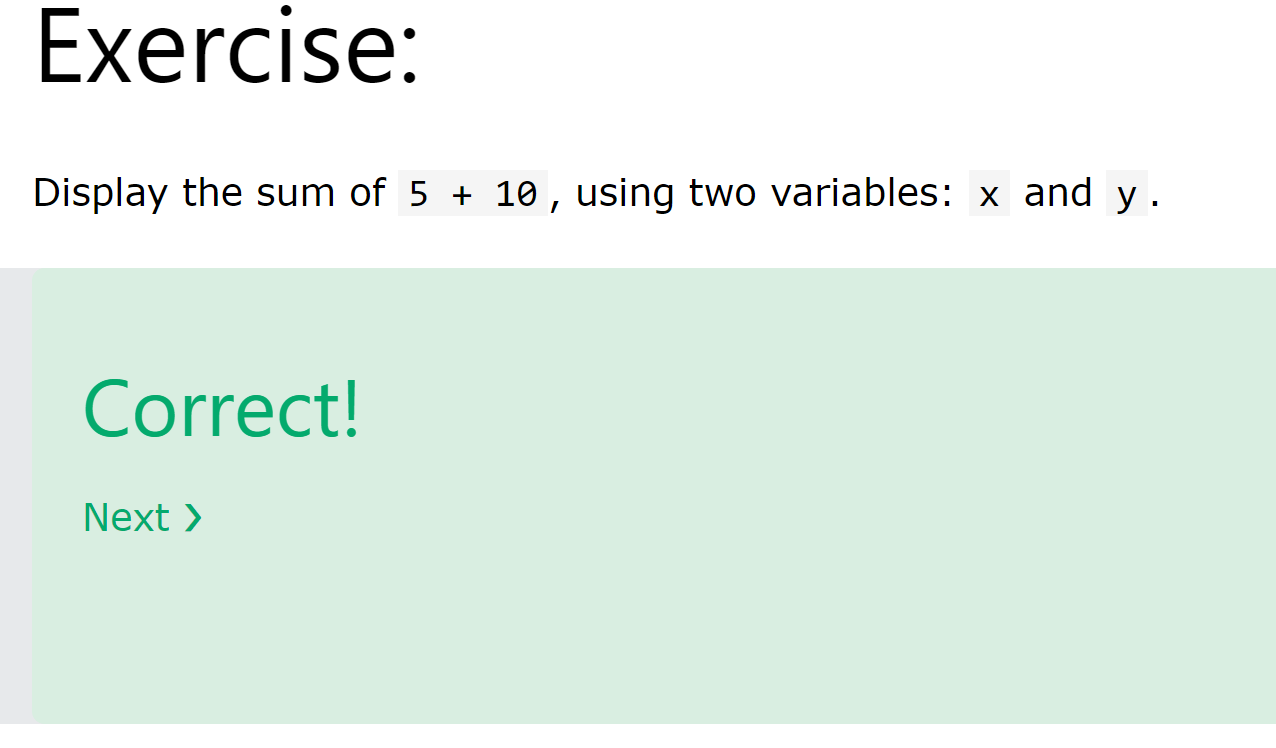 Exercise:
Display the sum of 5 + 10, using two variables: x and y.
Correct!
Next ❯